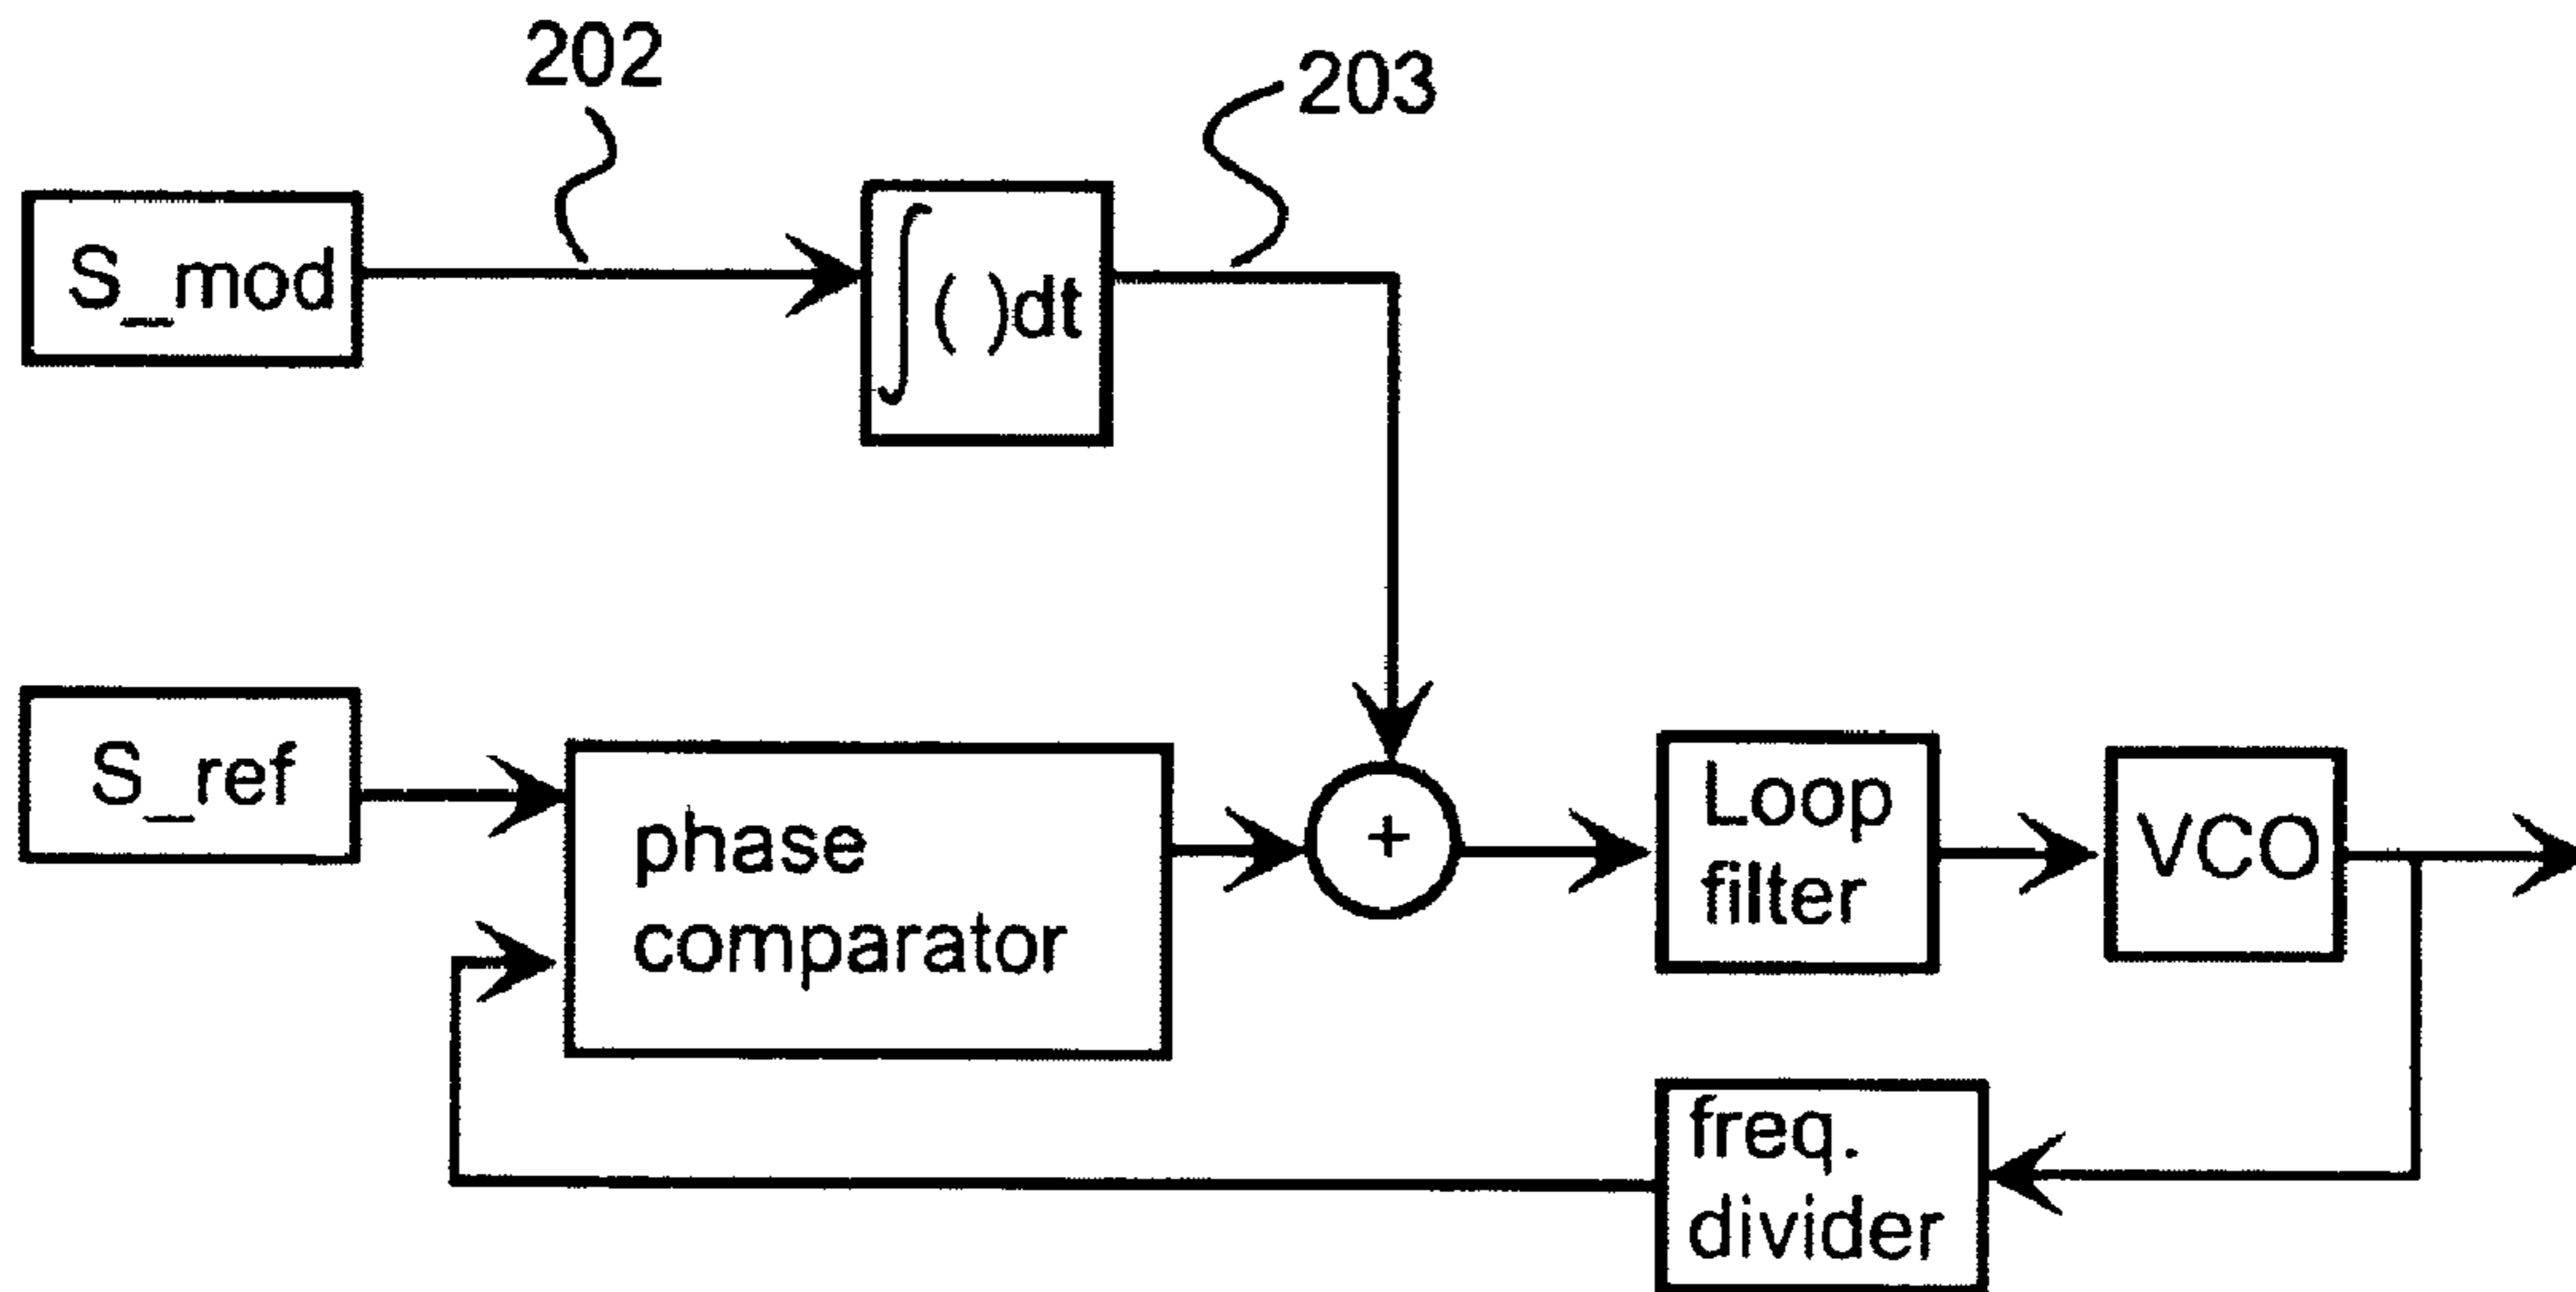 202
203
S_mod
∫( )dt
S_ref
phase
comparator
+
Loop
filter
VCO
freq.
divider